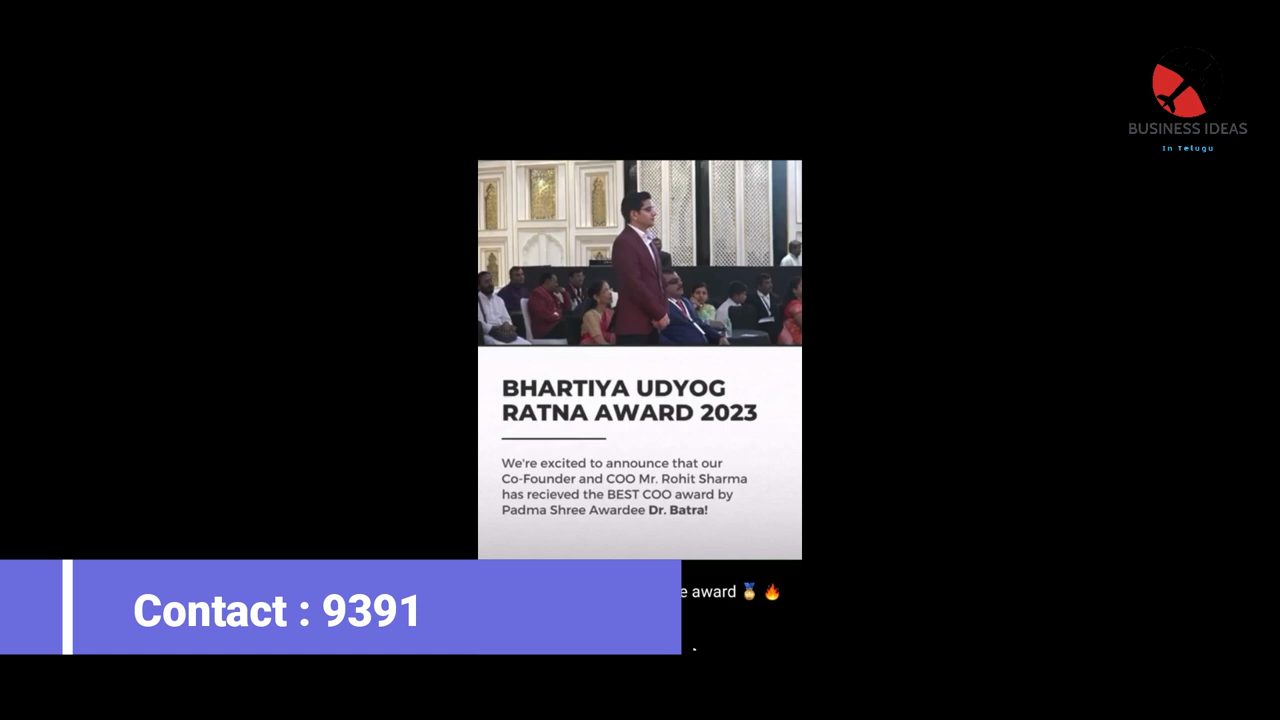 BUSINESS IDEAS
In Telugu
BHARTIYA UDYOG
RATNA AWARD 2023
We're excited to announce that our
Co-Founder and COO Mr. Rohit Sharma
has recieved the BEST COO award by
Padma Shree Awardee Dr. Batra!
e award 🏅 🔥
Contact : 9391